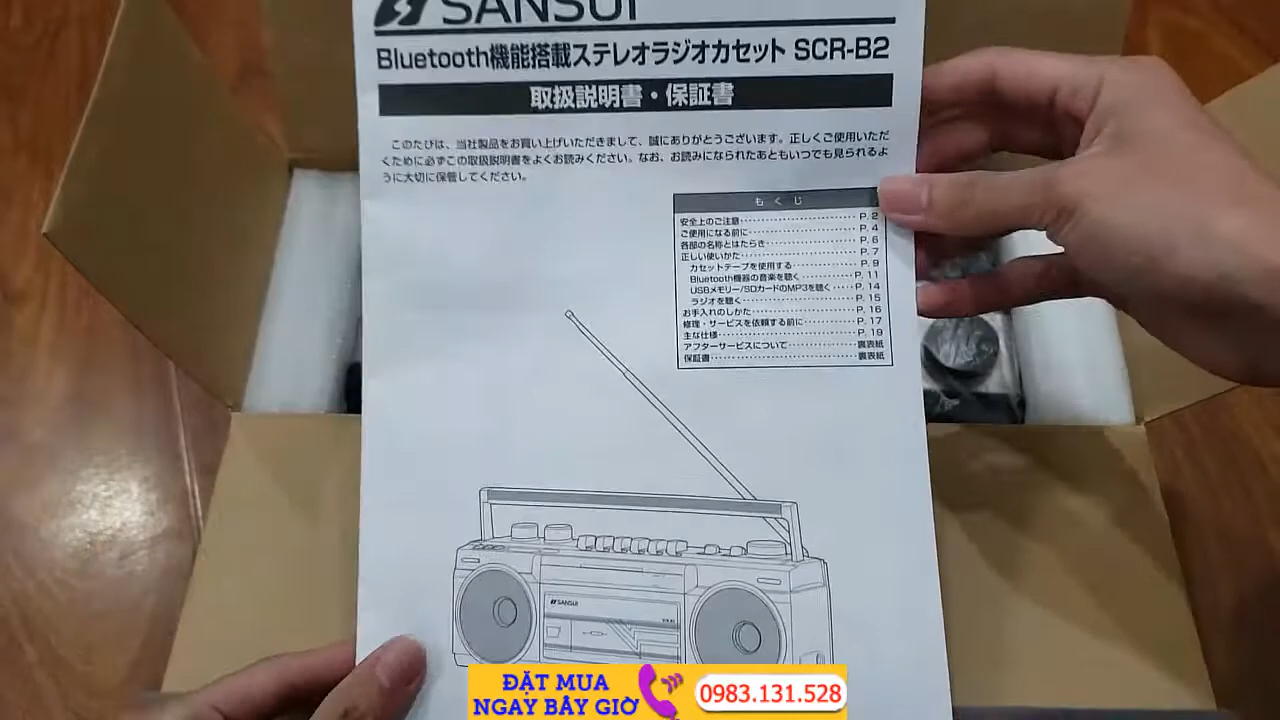 SANSUI
Bluetooth機能搭載ステレオラジオカセット SCR-B2
取扱説明書・保証書
このたびは、当社製品をお買い上げいただきまして、誠にありがとうございます。正しくご使用いただ
くために必ずこの取扱説明書をよくお読みください。なお、お読みになられたあともいつでも見られるよ
うに大切に保管してください。
もくじ
安全上のご注意 P. 2
ご使用になる前に P. 4
各部の名称とはたらき P. 6
正しい使いかた P. 7
カセットテープを使用する P. 9
Bluetooth機器の音楽を聴く P. 11
USBメモリー/SDカードのMP3を聴く P. 14
ラジオを聴く P. 15
お手入れのしかた P. 16
修理・サービスを依頼する前に P. 17
主な仕様 P. 19
アフターサービスについて 裏表紙
保証書 裏表紙
SANSUI
ĐẶT MUA
NGAY BÂY GIỜ
0983.131.528